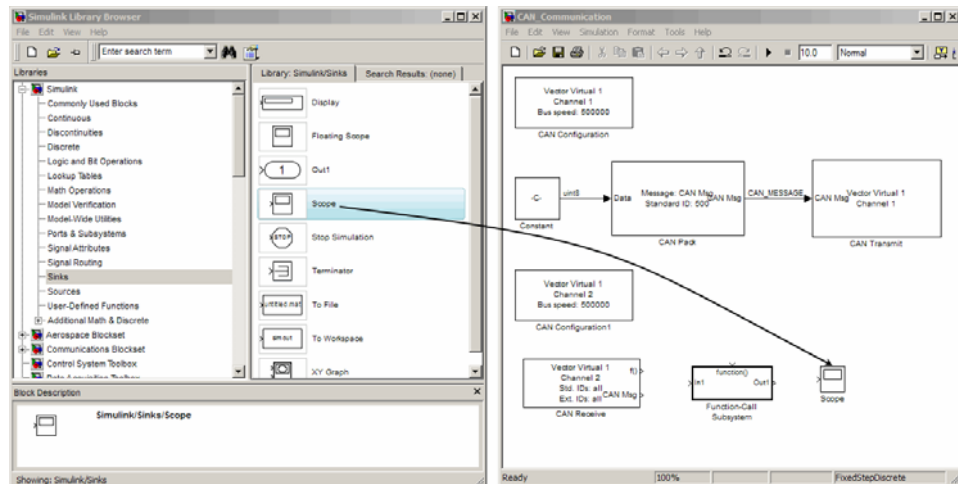 Simulink Library Browser
File Edit View Help
Enter search term
Libraries
Library: Simulink/Sinks
Search Results: (none)
Simulink
Commonly Used Blocks
Continuous
Discontinuities
Discrete
Logic and Bit Operations
Lookup Tables
Math Operations
Model Verification
Model-Wide Utilities
Ports & Subsystems
Signal Attributes
Signal Routing
Sinks
Sources
User-Defined Functions
Additional Math & Discrete
Aerospace Blockset
Communications Blockset
Control System Toolbox
Data Acquisition Toolbox
Display
Floating Scope
1
Out1
Scope
STOP
Stop Simulation
Terminator
untitled.mat
To File
simout
To Workspace
XY Graph
Block Description
Simulink/Sinks/Scope
Showing: Simulink/Sinks
CAN_Communication
File Edit View Simulation Format Tools Help
10.0
Normal
Vector Virtual 1
Channel 1
Bus speed: 500000
CAN Configuration
-C-
Constant
uint8
Data
Message: CAN Msg
Standard ID: 500
CAN Msg
CAN Pack
CAN_MESSAGE
CAN Msg
Vector Virtual 1
Channel 1
CAN Transmit
Vector Virtual 1
Channel 2
Bus speed: 500000
CAN Configuration1
Vector Virtual 1
Channel 2
Std. IDs: all
Ext. IDs: all
f()
CAN Msg
CAN Receive
function()
In1
Out1
Function-Call
Subsystem
Scope
Ready
100%
FixedStepDiscrete